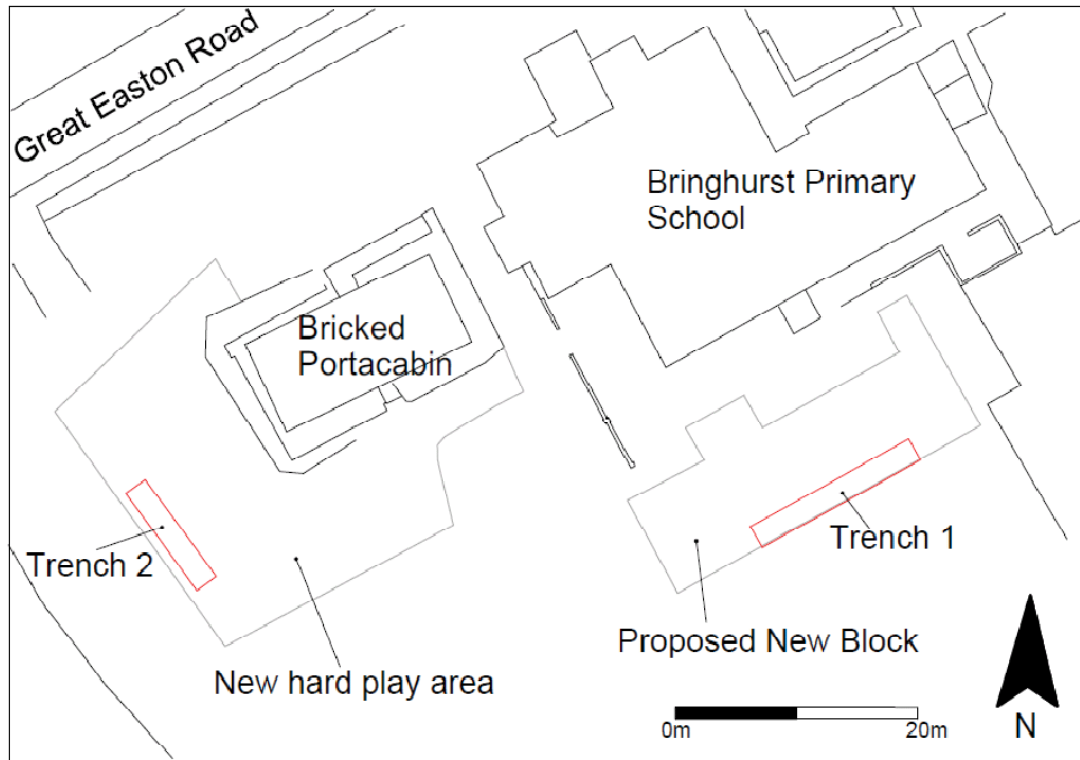 Great Easton Road
Bringhurst Primary
School
Bricked
Portacabin
Trench 2
Trench 1
New hard play area
Proposed New Block
0m
20m
N